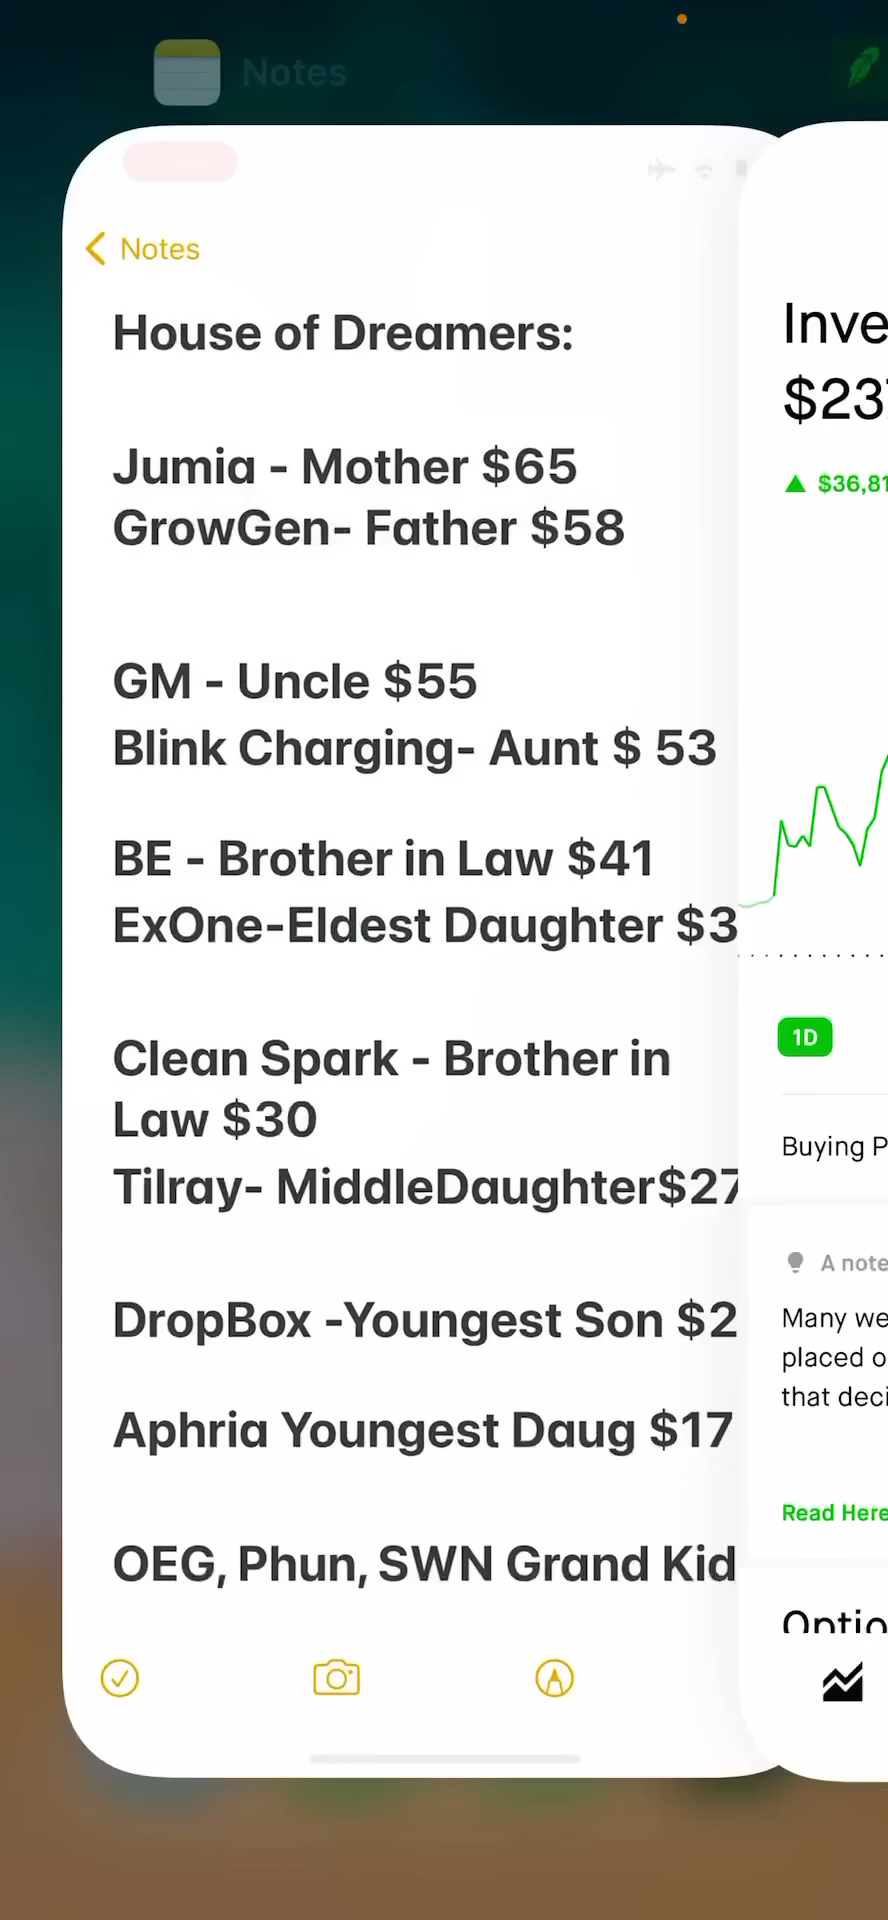 Notes
Notes
House of Dreamers:
Jumia - Mother $65
GrowGen- Father $58
GM - Uncle $55
Blink Charging- Aunt $ 53
BE - Brother in Law $41
ExOne-Eldest Daughter $3
Clean Spark - Brother in
Law $30
Tilray- MiddleDaughter$27
DropBox -Youngest Son $2
Aphria Youngest Daug $17
OEG, Phun, SWN Grand Kid
Inve
$237
▲ $36,81
1D
Buying P
A note
Many we
placed o
that deci
Read Here
Optio